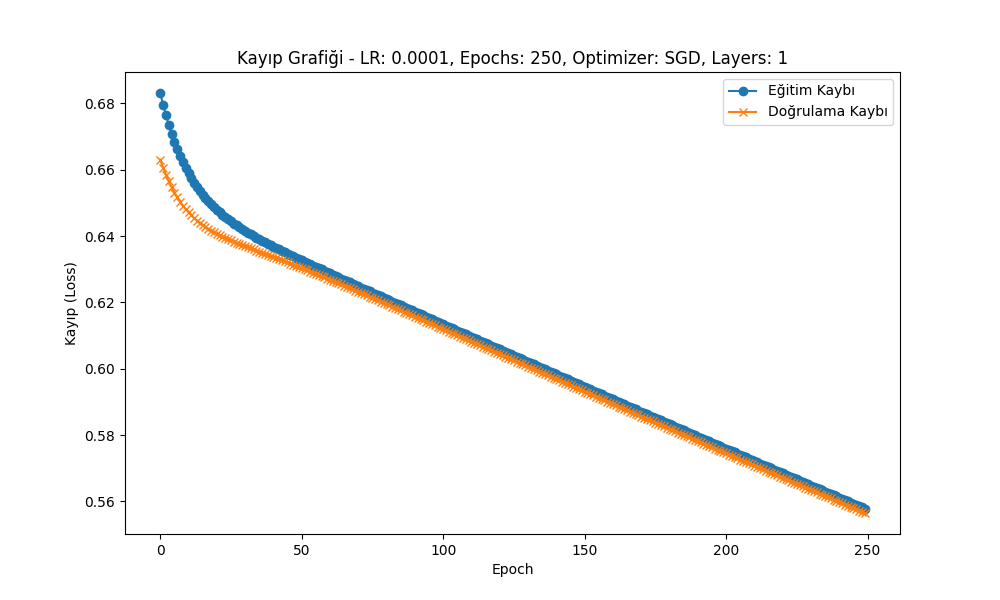 Kayıp Grafiği - LR: 0.0001, Epochs: 250, Optimizer: SGD, Layers: 1
Eğitim Kaybı
Doğrulama Kaybı
Kayıp (Loss)
0.68
0.66
0.64
0.62
0.60
0.58
0.56
0 50 100 150 200 250
Epoch